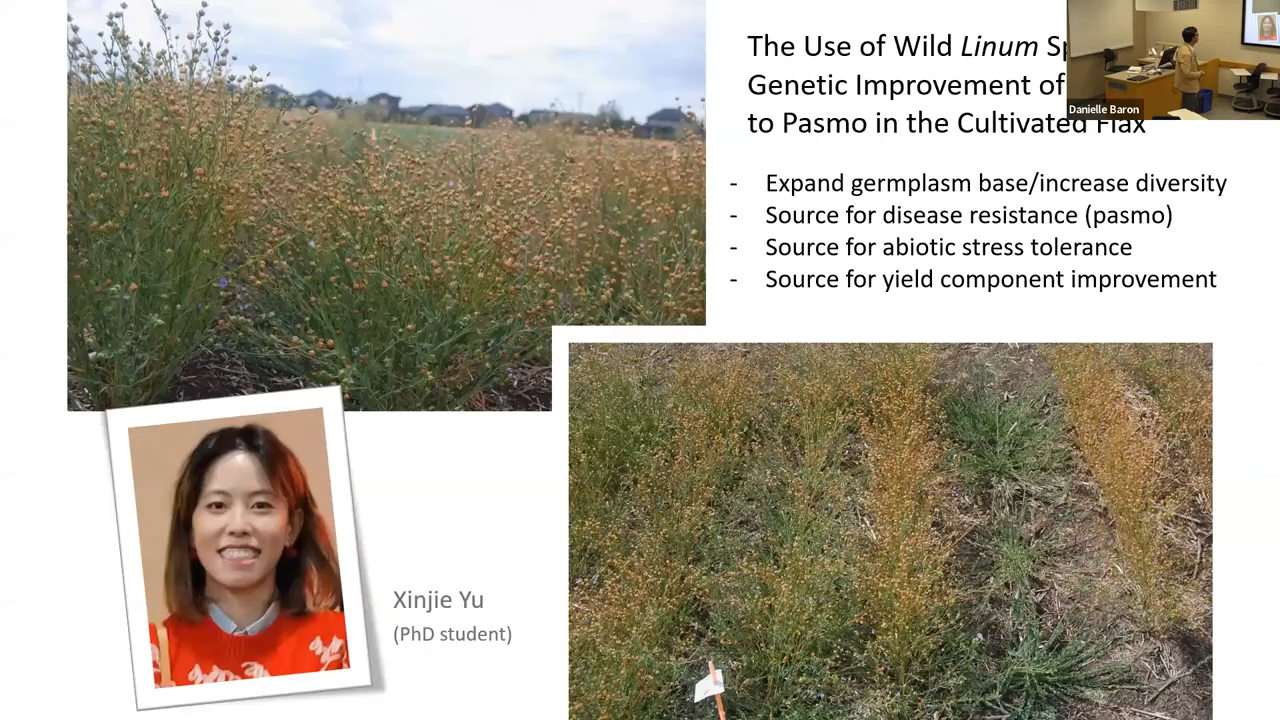 The Use of Wild Linum
Genetic Improvement of
to Pasmo in the Cultivated Flax
Danielle Baron
- Expand germplasm base/increase diversity
- Source for disease resistance (pasmo)
- Source for abiotic stress tolerance
- Source for yield component improvement
Xinjie Yu
(PhD student)